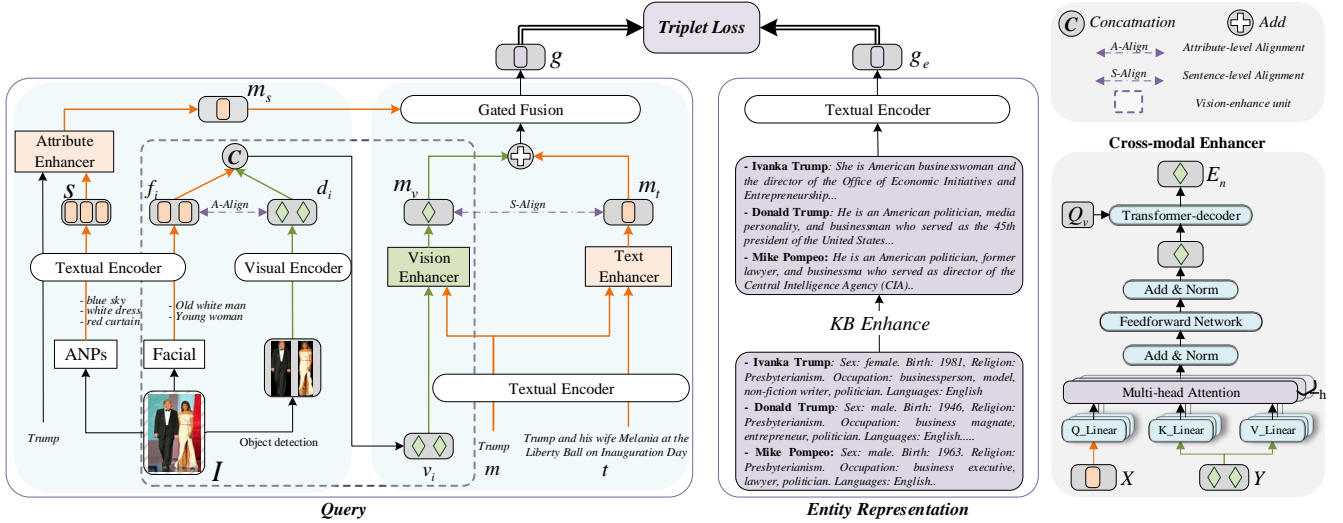 Triplet Loss
g
g_e
C Concatnation
Add
A-Align Attribute-level Alignment
S-Align Sentence-level Alignment
Vision-enhance unit
m_s
Gated Fusion
Attribute
Enhancer
C
S
f_i
A-Align
d_i
m_v
S-Align
m_t
Textual Encoder
Visual Encoder
Vision
Enhancer
Text
Enhancer
- blue sky
- white dress
- red curtain
- Old white man
- Young woman
ANPs
Facial
Trump
I
Object detection
Textual Encoder
v_i
Trump
m
Trump and his wife Melania at the
Liberty Ball on Inauguration Day
t
Query
Textual Encoder
- Ivanka Trump: She is American businesswoman and
the director of the Office of Economic Initiatives and
Entrepreneurship...
- Donald Trump: He is an American politician, media
personality, and businessman who served as the 45th
president of the United States...
- Mike Pompeo: He is an American politician, former
lawyer, and businessma who served as director of the
Central Intelligence Agency (CIA)..
KB Enhance
- Ivanka Trump: Sex: female. Birth: 1981, Religion:
Presbyterianism. Occupation: businessperson, model,
non-fiction writer, politician. Languages: English
- Donald Trump: Sex: male. Birth: 1946, Religion:
Presbyterianism. Occupation: business magnate,
entrepreneur, politician. Languages: English.....
- Mike Pompeo: Sex: male. Birth: 1963. Religion:
Presbyterianism. Occupation: business executive,
lawyer, politician. Languages: English..
Entity Representation
Cross-modal Enhancer
E_n
Q_v
Transformer-decoder
Add & Norm
Feedforward Network
Add & Norm
Multi-head Attention
h
Q_Linear
K_Linear
V_Linear
X
Y